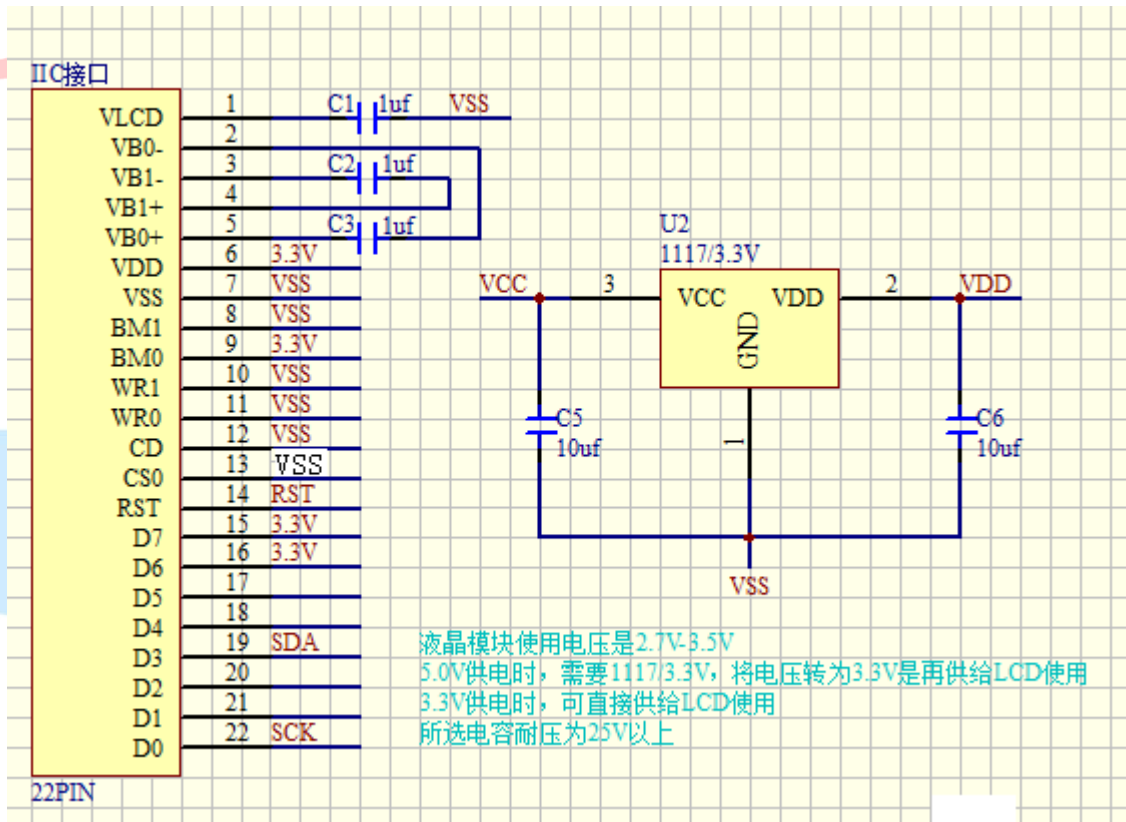 IIC接口
VLCD 1 C1 1uf VSS
VB0- 2
VB1- 3 C2 1uf
VB1+ 4
VB0+ 5 C3 1uf
VDD 6 3.3V
VSS 7 VSS
BM1 8 VSS
BM0 9 3.3V
WR1 10 VSS
WR0 11 VSS
CD 12 VSS
CS0 13 VSS
RST 14 RST
D7 15 3.3V
D6 16 3.3V
D5 17
D4 18
D3 19 SDA
D2 20
D1 21
D0 22 SCK
22PIN
U2
1117/3.3V
VCC 3 VCC VDD 2 VDD
GND
1
C5
10uf
C6
10uf
VSS
液晶模块使用电压是2.7V-3.5V
5.0V供电时，需要1117/3.3V，将电压转为3.3V是再供给LCD使用
3.3V供电时，可直接供给LCD使用
所选电容耐压为25V以上